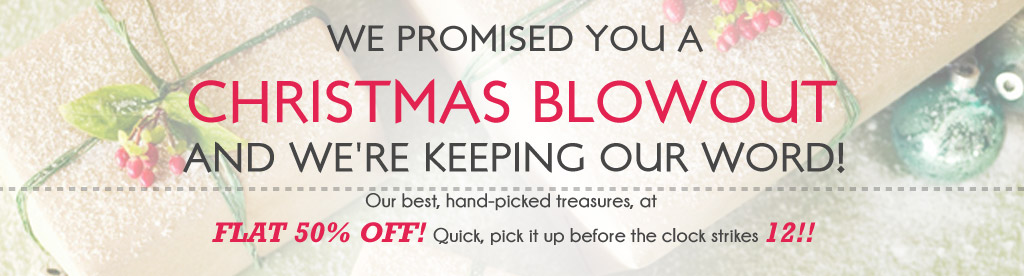 WE PROMISED YOU A
CHRISTMAS BLOWOUT
AND WE'RE KEEPING OUR WORD!
Our best, hand-picked treasures, at
FLAT 50% OFF! Quick, pick it up before the clock strikes 12!!